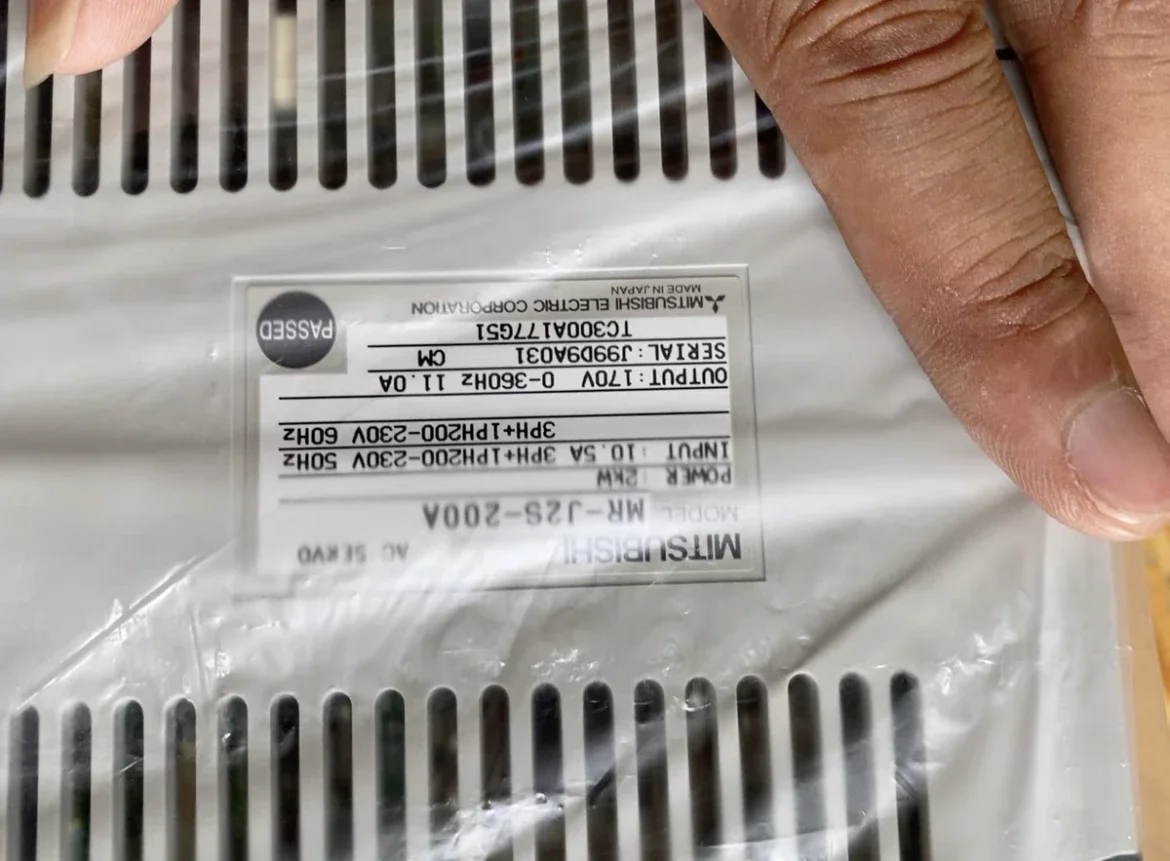 MITSUBISHI AC SERVO
MODEL MR-J2S-200A
POWER :2kW
INPUT :10.5A 3PH+1PH200-230V 50Hz
3PH+1PH200-230V 60Hz
OUTPUT:170V 0-360Hz 11.0A
SERIAL:J99D9A031 CM
TC300A177G51
MITSUBISHI ELECTRIC CORPORATION
MADE IN JAPAN
PASSED